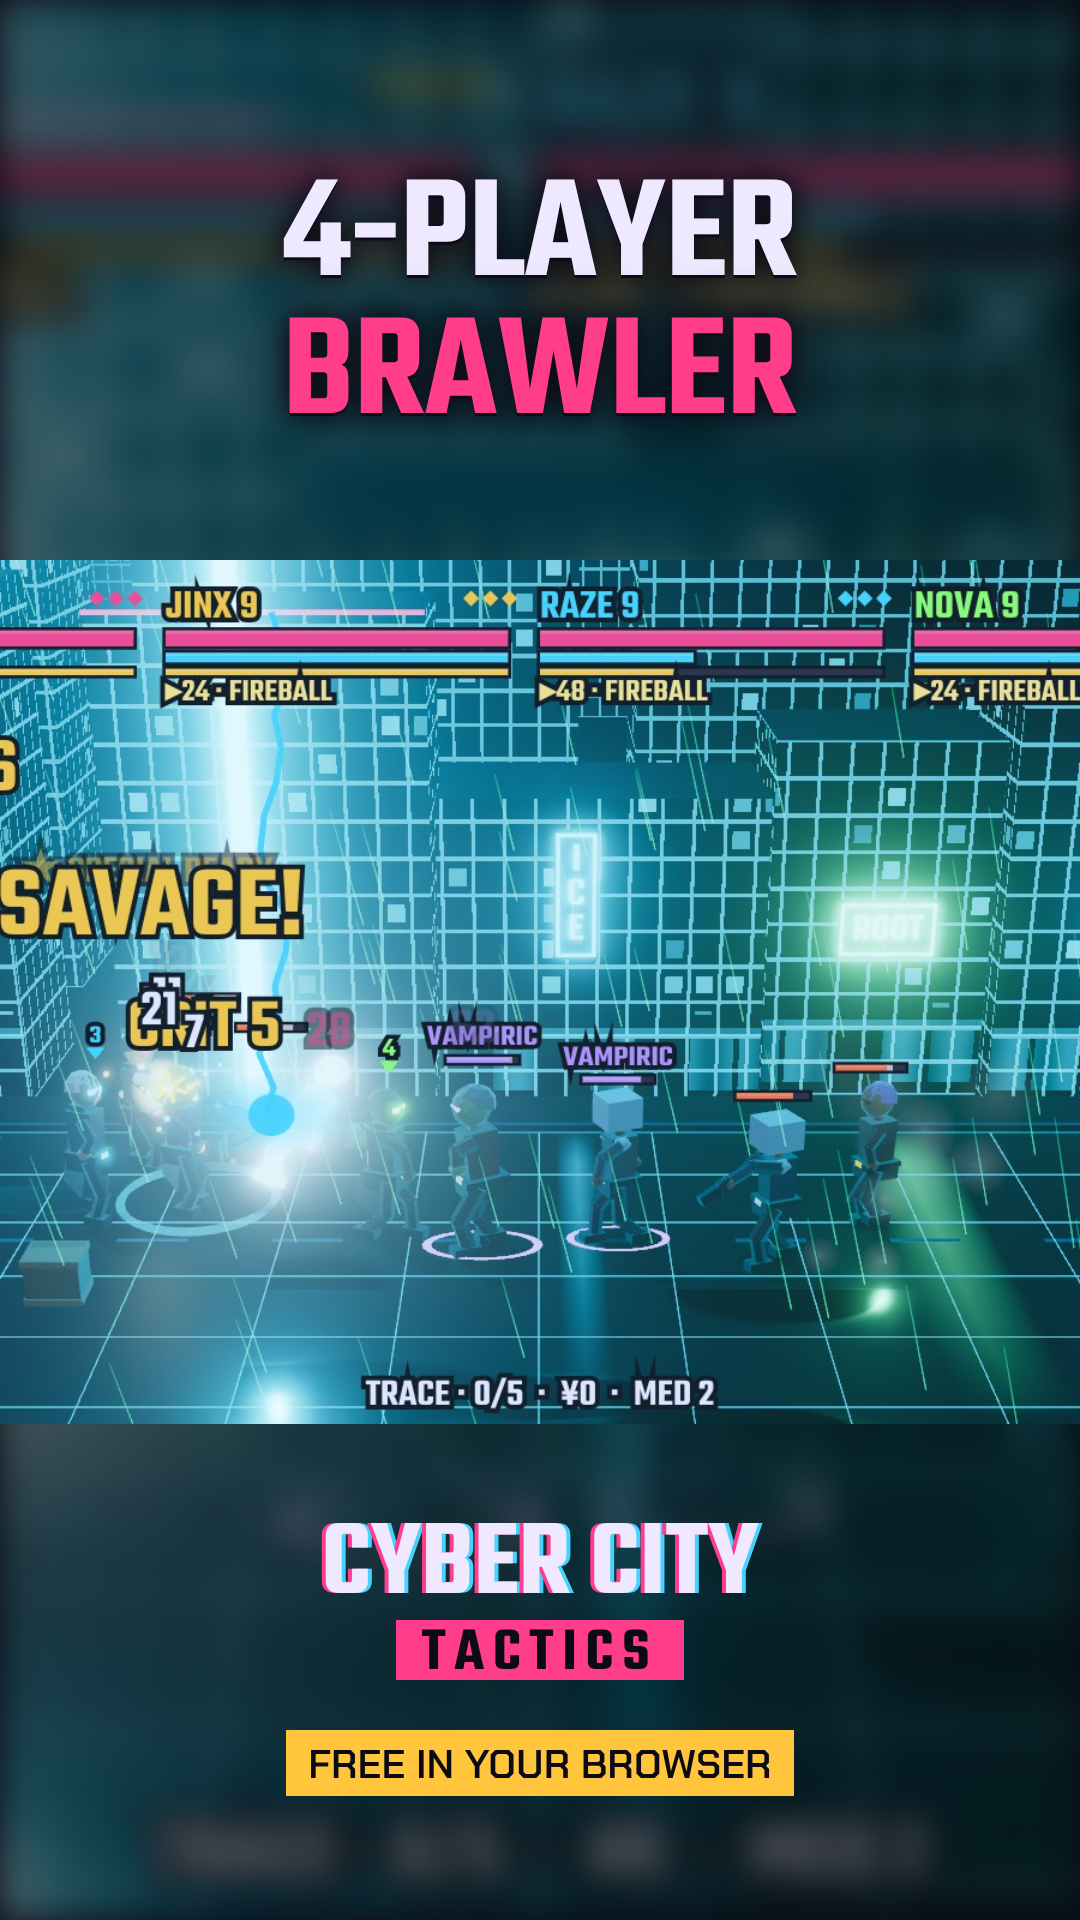 4-PLAYER
BRAWLER
JINX 9
RAZE 9
NOVA 9
▶24 · FIREBALL
▶48 · FIREBALL
▶24 · FIREBALL
SPECIAL READY
SAVAGE!
ICE
ROOT
21
7
5
28
3
4
VAMPIRIC
VAMPIRIC
TRACE · 0/5 · ¥0 · MED 2
CYBER CITY
TACTICS
FREE IN YOUR BROWSER